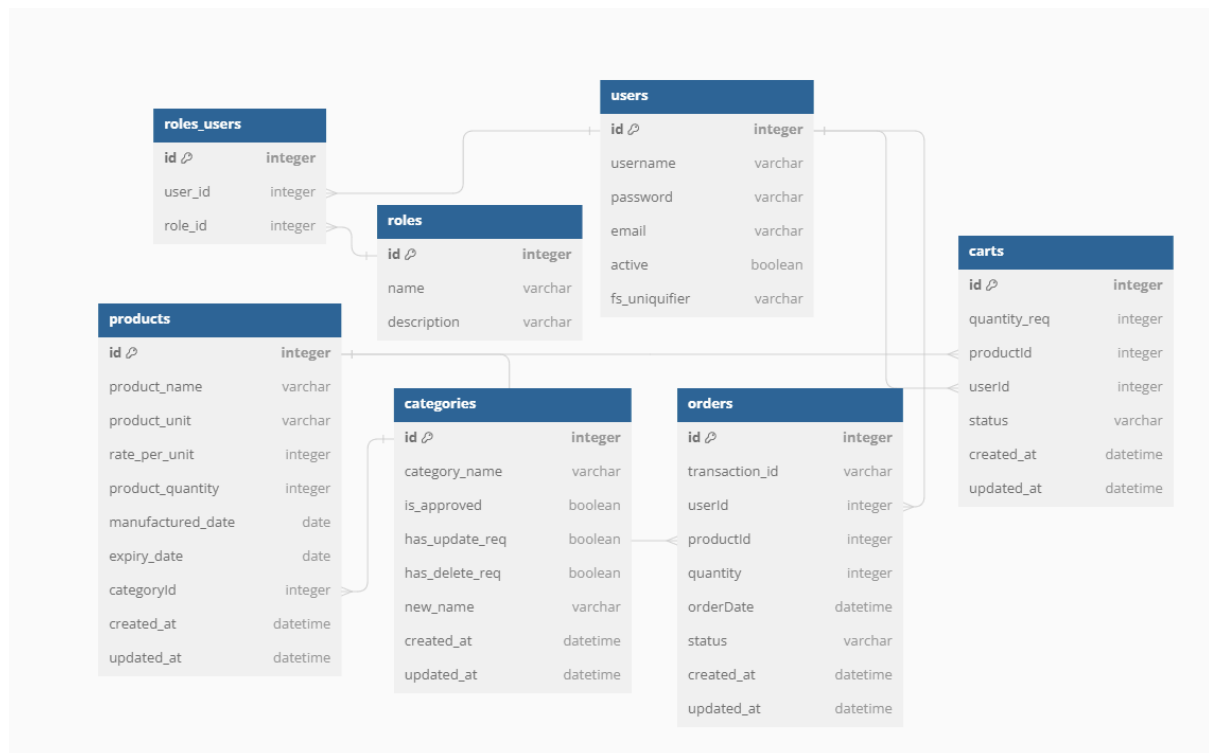 roles_users
id integer
user_id integer
role_id integer
users
id integer
username varchar
password varchar
email varchar
active boolean
fs_uniquifier varchar
roles
id integer
name varchar
description varchar
carts
id integer
quantity_req integer
productId integer
userId integer
status varchar
created_at datetime
updated_at datetime
products
id integer
product_name varchar
product_unit varchar
rate_per_unit integer
product_quantity integer
manufactured_date date
expiry_date date
categoryId integer
created_at datetime
updated_at datetime
categories
id integer
category_name varchar
is_approved boolean
has_update_req boolean
has_delete_req boolean
new_name varchar
created_at datetime
updated_at datetime
orders
id integer
transaction_id varchar
userId integer
productId integer
quantity integer
orderDate datetime
status varchar
created_at datetime
updated_at datetime